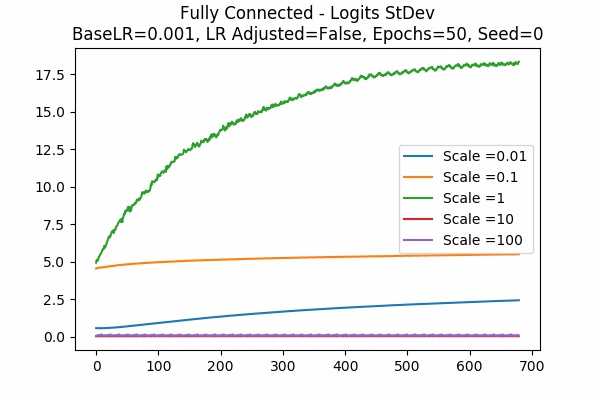 Fully Connected - Logits StDev
BaseLR=0.001, LR Adjusted=False, Epochs=50, Seed=0
17.5
15.0
12.5
10.0
7.5
5.0
2.5
0.0
Scale =0.01
Scale =0.1
Scale =1
Scale =10
Scale =100
0 100 200 300 400 500 600 700